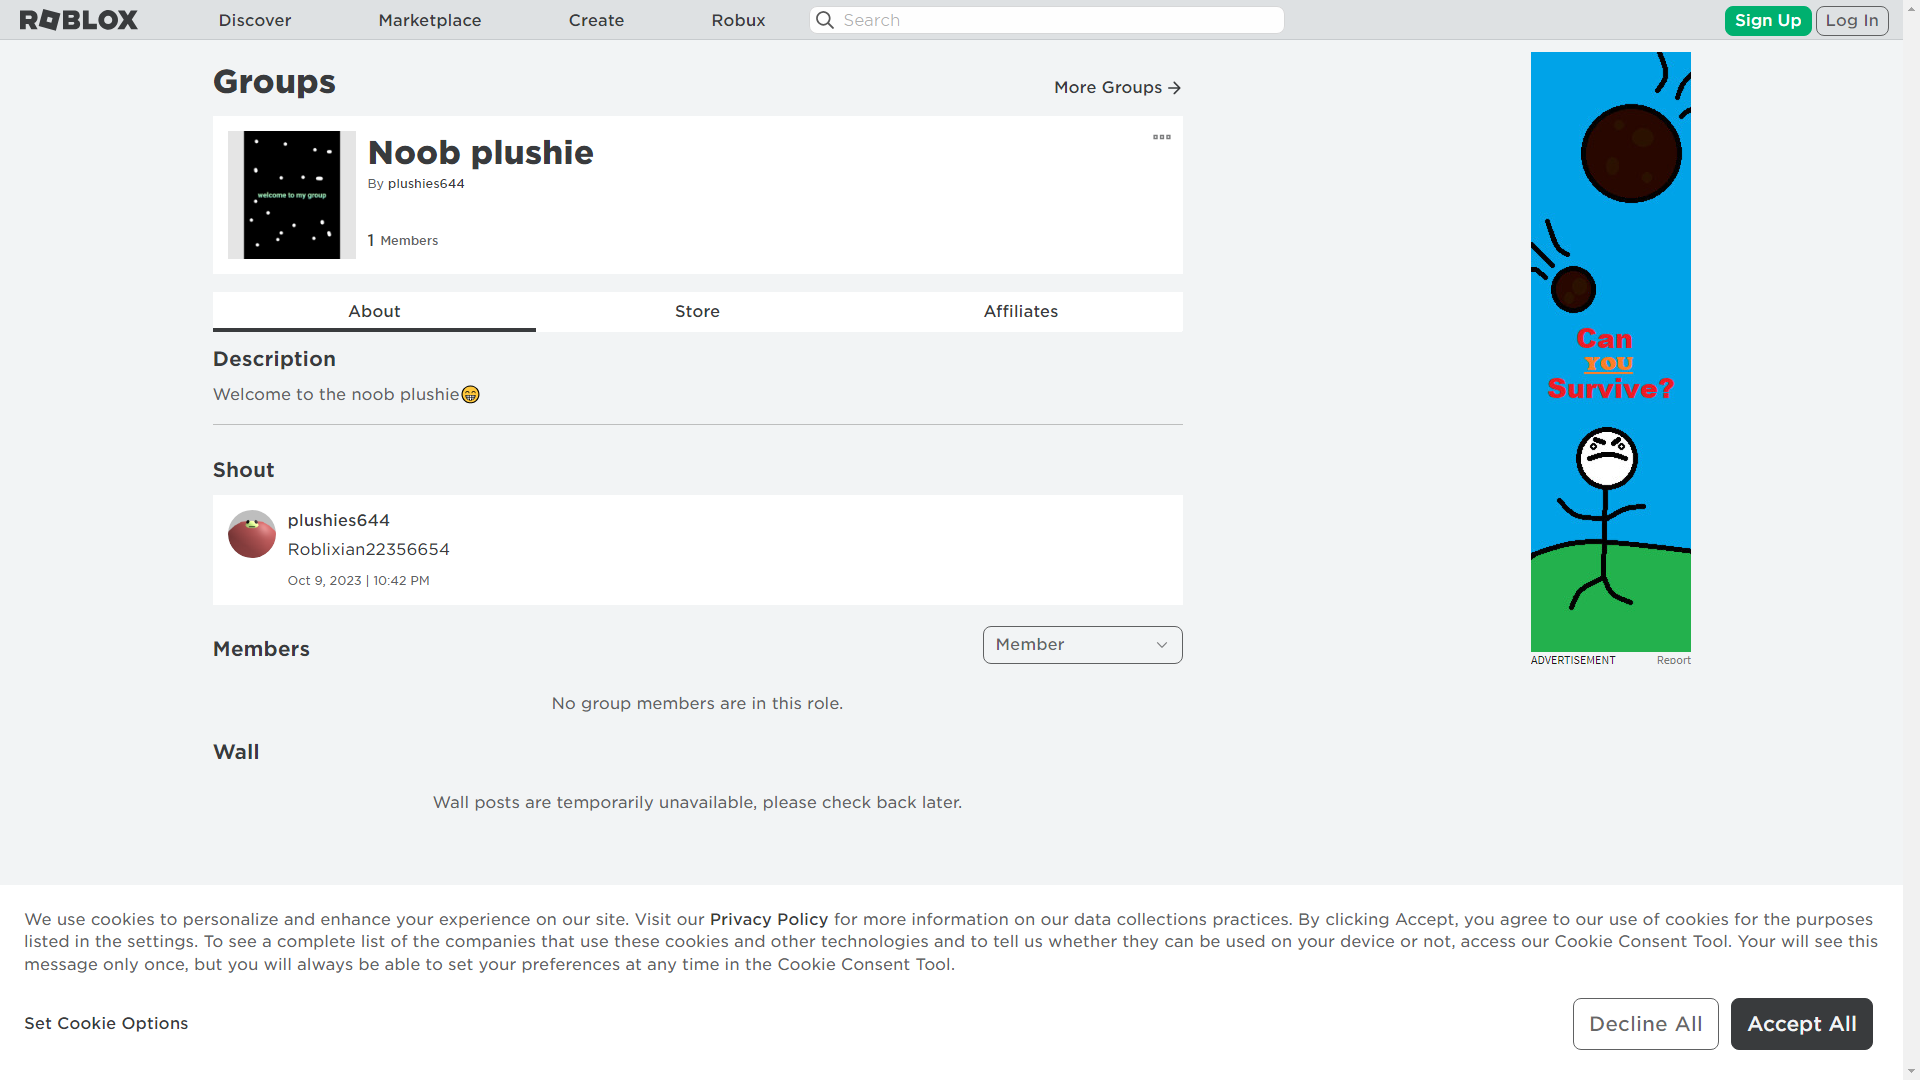 ROBLOX
Discover
Marketplace
Create
Robux
Search
Sign Up
Log In
Groups
More Groups
Noob plushie
By plushies644
welcome to my group
1 Members
About
Store
Affiliates
Description
Welcome to the noob plushie😁
Shout
plushies644
Roblixian22356654
Oct 9, 2023 | 10:42 PM
Members
Member
No group members are in this role.
Wall
Wall posts are temporarily unavailable, please check back later.
Can
YOU
Survive?
ADVERTISEMENT
Report
We use cookies to personalize and enhance your experience on our site. Visit our Privacy Policy for more information on our data collections practices. By clicking Accept, you agree to our use of cookies for the purposes
listed in the settings. To see a complete list of the companies that use these cookies and other technologies and to tell us whether they can be used on your device or not, access our Cookie Consent Tool. Your will see this
message only once, but you will always be able to set your preferences at any time in the Cookie Consent Tool.
Set Cookie Options
Decline All
Accept All